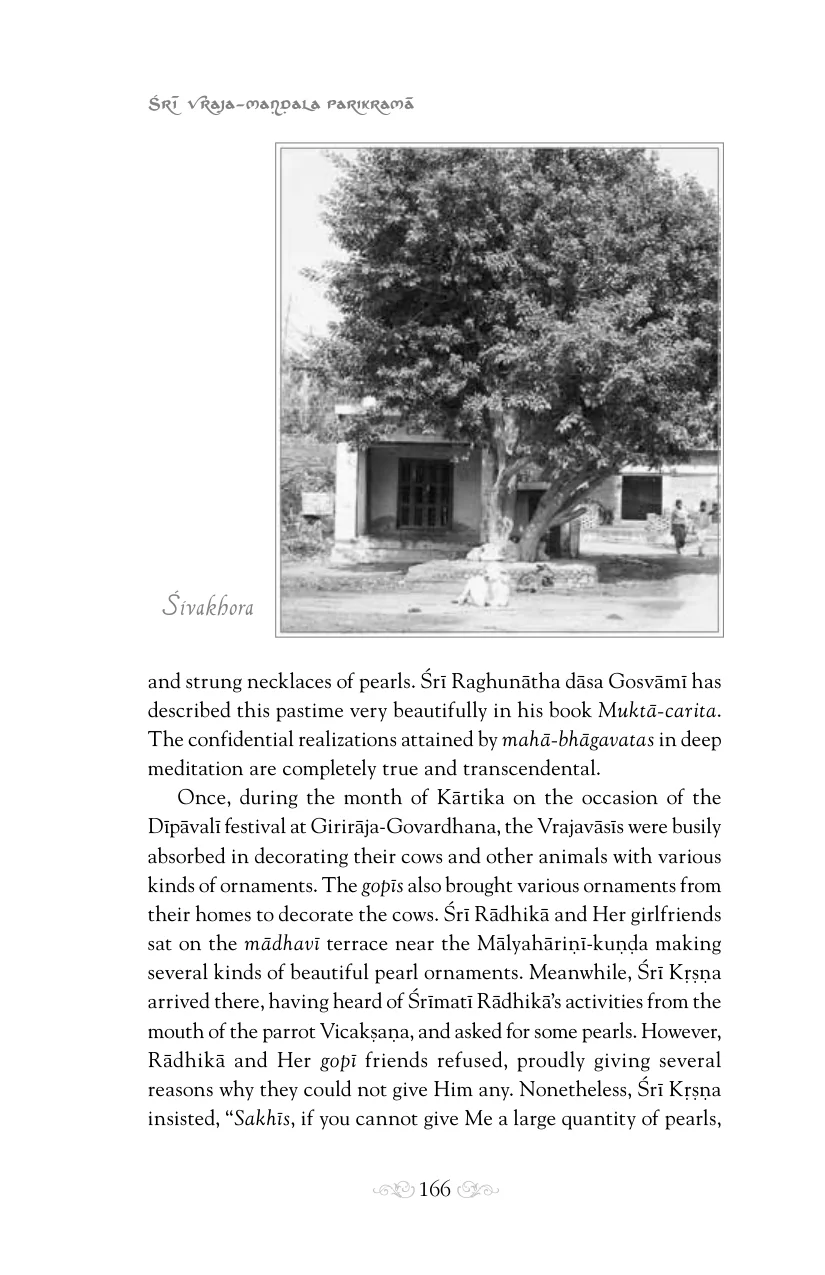 Śrī Vraja-maṇḍala Parikramā
Śivakhora
and strung necklaces of pearls. Śrī Raghunātha dāsa Gosvāmī has
described this pastime very beautifully in his book Muktā-carita.
The confidential realizations attained by mahā-bhāgavatas in deep
meditation are completely true and transcendental.
Once, during the month of Kārtika on the occasion of the
Dīpāvalī festival at Girirāja-Govardhana, the Vrajavāsīs were busily
absorbed in decorating their cows and other animals with various
kinds of ornaments. The gopīs also brought various ornaments from
their homes to decorate the cows. Śrī Rādhikā and Her girlfriends
sat on the mādhavī terrace near the Mālyahāriṇī-kuṇḍa making
several kinds of beautiful pearl ornaments. Meanwhile, Śrī Kṛṣṇa
arrived there, having heard of Śrīmatī Rādhikā’s activities from the
mouth of the parrot Vicakṣaṇa, and asked for some pearls. However,
Rādhikā and Her gopī friends refused, proudly giving several
reasons why they could not give Him any. Nonetheless, Śrī Kṛṣṇa
insisted, “Sakhīs, if you cannot give Me a large quantity of pearls,
166